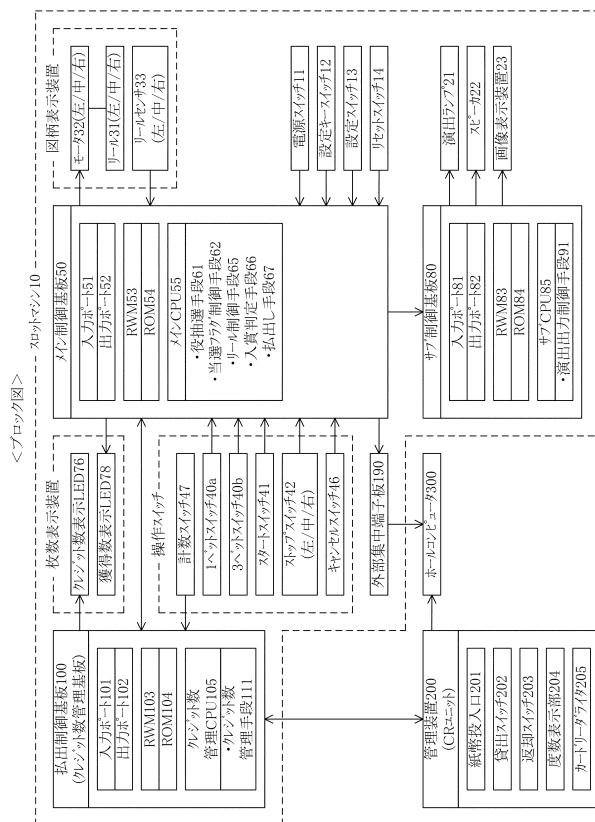 <ブロック図>
スロットマシン10
枚数表示装置
クレジット数表示LED76
獲得数表示LED78
図柄表示装置
モータ32(左/中/右)
リール31(左/中/右)
リールセンサ33
(左/中/右)
払出制御基板100
(クレジット数管理基板)
入力ポート101
出力ポート102
RWM103
ROM104
クレジット数
管理CPU105
・クレジット数
管理手段111
操作スイッチ
計数スイッチ47
1ベットスイッチ40a
3ベットスイッチ40b
スタートスイッチ41
ストップスイッチ42
(左/中/右)
キャンセルスイッチ46
外部集中端子板190
メイン制御基板50
入力ポート51
出力ポート52
RWM53
ROM54
メインCPU55
・役抽選手段61
・当選フラグ制御手段62
・リール制御手段65
・入賞判定手段66
・払出し手段67
電源スイッチ11
設定キースイッチ12
設定スイッチ13
リセットスイッチ14
管理装置200
(CRユニット)
紙幣投入口201
貸出スイッチ202
返却スイッチ203
度数表示部204
カードリーダライタ205
ホールコンピュータ300
サブ制御基板80
入力ポート81
出力ポート82
RWM83
ROM84
サブCPU85
・演出出力制御手段91
演出ランプ21
スピーカ22
画像表示装置23